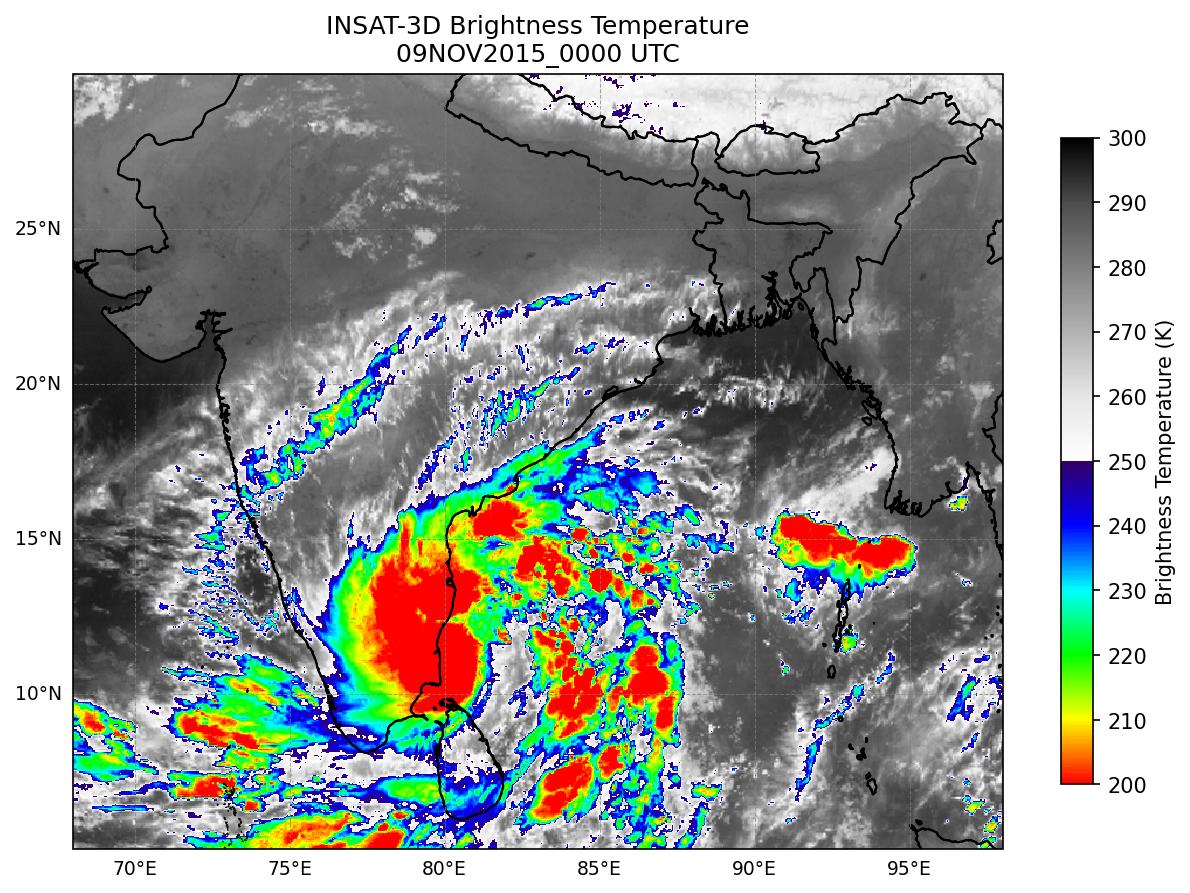 INSAT-3D Brightness Temperature
09NOV2015_0000 UTC
25°N
20°N
15°N
10°N
70°E
75°E
80°E
85°E
90°E
95°E
300
290
280
270
260
250
240
230
220
210
200
Brightness Temperature (K)